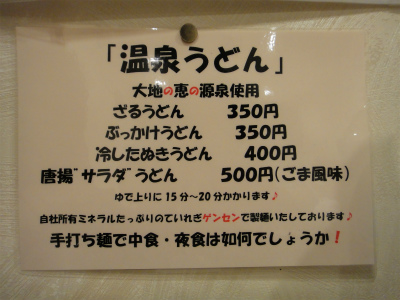 「温泉うどん」
大地の恵の源泉使用
ざるうどん 350円
ぶっかけうどん 350円
冷したぬきうどん 400円
唐揚"サラダ"うどん 500円(ごま風味)
ゆで上りに15分~20分かかります♪
自社所有ミネラルたっぷりのていれぎゲンセンで製麺いたしております♪
手打ち麺で中食・夜食は如何でしょうか!